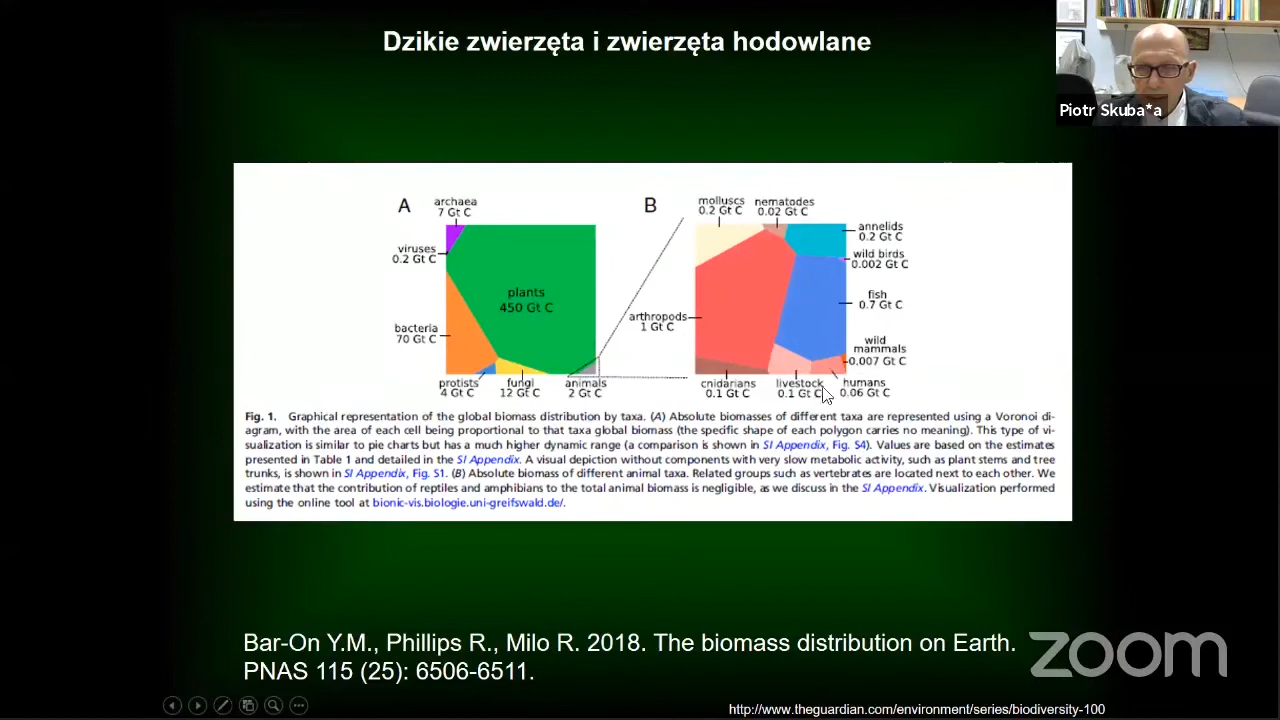 Dzikie zwierzęta i zwierzęta hodowlane
Piotr Skuba*a
A
archaea
7 Gt C
viruses
0.2 Gt C
plants
450 Gt C
bacteria
70 Gt C
protists
4 Gt C
fungi
12 Gt C
animals
2 Gt C
B
molluscs
0.2 Gt C
nematodes
0.02 Gt C
annelids
0.2 Gt C
wild birds
0.002 Gt C
fish
0.7 Gt C
arthropods
1 Gt C
wild
mammals
0.007 Gt C
cnidarians
0.1 Gt C
livestock
0.1 Gt C
humans
0.06 Gt C
Fig. 1. Graphical representation of the global biomass distribution by taxa. (A) Absolute biomasses of different taxa are represented using a Voronoi di-
agram, with the area of each cell being proportional to that taxa global biomass (the specific shape of each polygon carries no meaning). This type of vi-
sualization is similar to pie charts but has a much higher dynamic range (a comparison is shown in SI Appendix, Fig. S4). Values are based on the estimates
presented in Table 1 and detailed in the SI Appendix. A visual depiction without components with very slow metabolic activity, such as plant stems and tree
trunks, is shown in SI Appendix, Fig. S1. (B) Absolute biomass of different animal taxa. Related groups such as vertebrates are located next to each other. We
estimate that the contribution of reptiles and amphibians to the total animal biomass is negligible, as we discuss in the SI Appendix. Visualization performed
using the online tool at bionic-vis.biologie.uni-greifswald.de/.
Bar-On Y.M., Phillips R., Milo R. 2018. The biomass distribution on Earth.
PNAS 115 (25): 6506-6511.
zoom
http://www.theguardian.com/environment/series/biodiversity-100